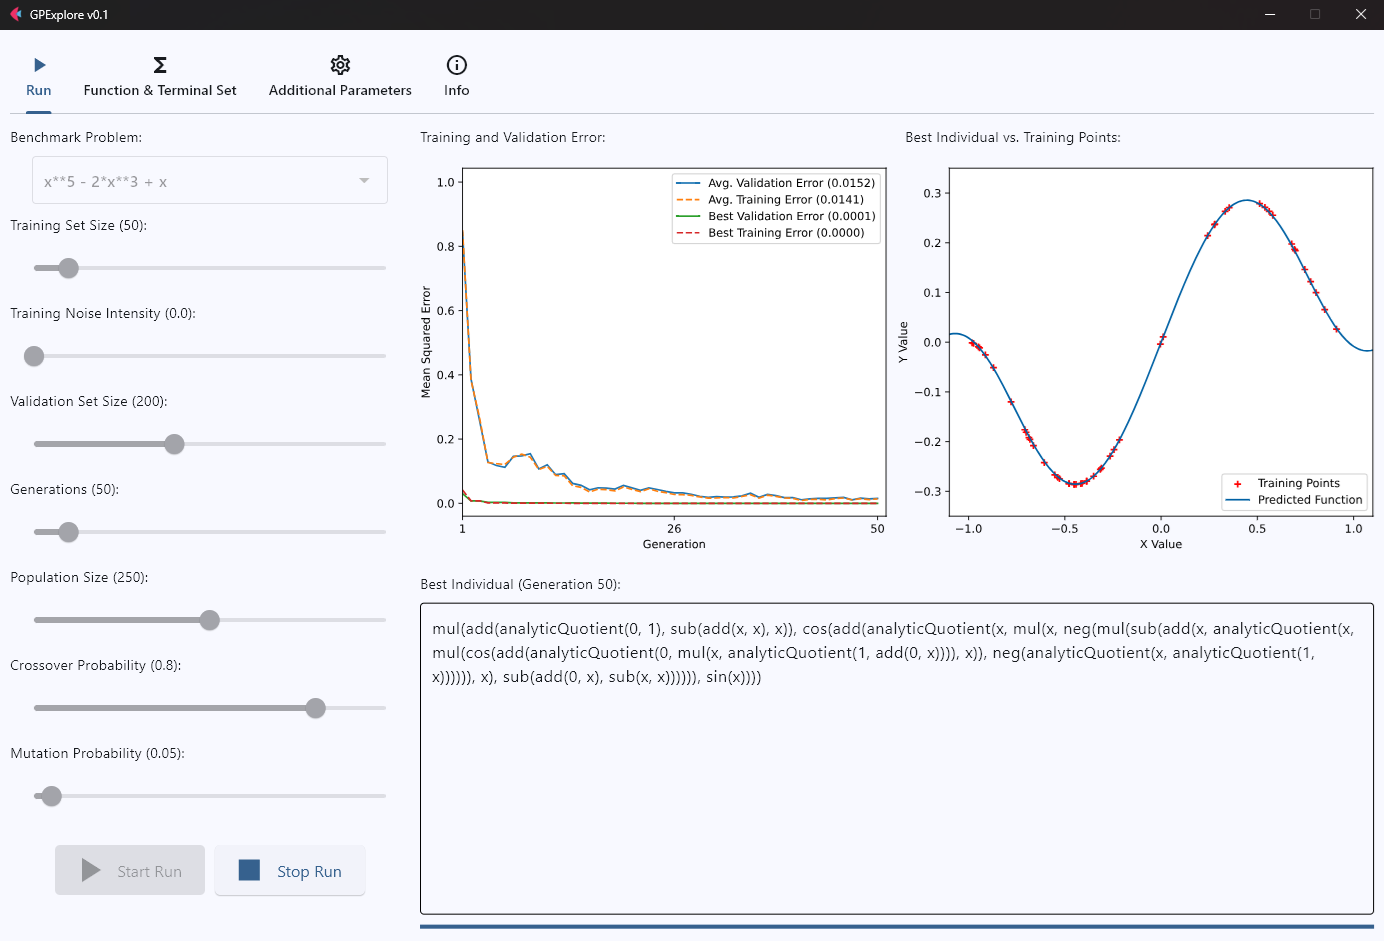 GPExplore v0.1
Run
Function & Terminal Set
Additional Parameters
Info
Benchmark Problem:
x**5 - 2*x**3 + x
Training Set Size (50):
Training Noise Intensity (0.0):
Validation Set Size (200):
Generations (50):
Population Size (250):
Crossover Probability (0.8):
Mutation Probability (0.05):
Start Run
Stop Run
Training and Validation Error:
Mean Squared Error
1.0
0.8
0.6
0.4
0.2
0.0
Avg. Validation Error (0.0152)
Avg. Training Error (0.0141)
Best Validation Error (0.0001)
Best Training Error (0.0000)
1
26
50
Generation
Best Individual vs. Training Points:
Y Value
0.3
0.2
0.1
0.0
−0.1
−0.2
−0.3
Training Points
Predicted Function
−1.0
−0.5
0.0
0.5
1.0
X Value
Best Individual (Generation 50):
mul(add(analyticQuotient(0, 1), sub(add(x, x), x)), cos(add(analyticQuotient(x, mul(x, neg(mul(sub(add(x, analyticQuotient(x,
mul(cos(add(analyticQuotient(0, mul(x, analyticQuotient(1, add(0, x)))), x)), neg(analyticQuotient(x, analyticQuotient(1,
x)))))), x), sub(add(0, x), sub(x, x)))))), sin(x))))